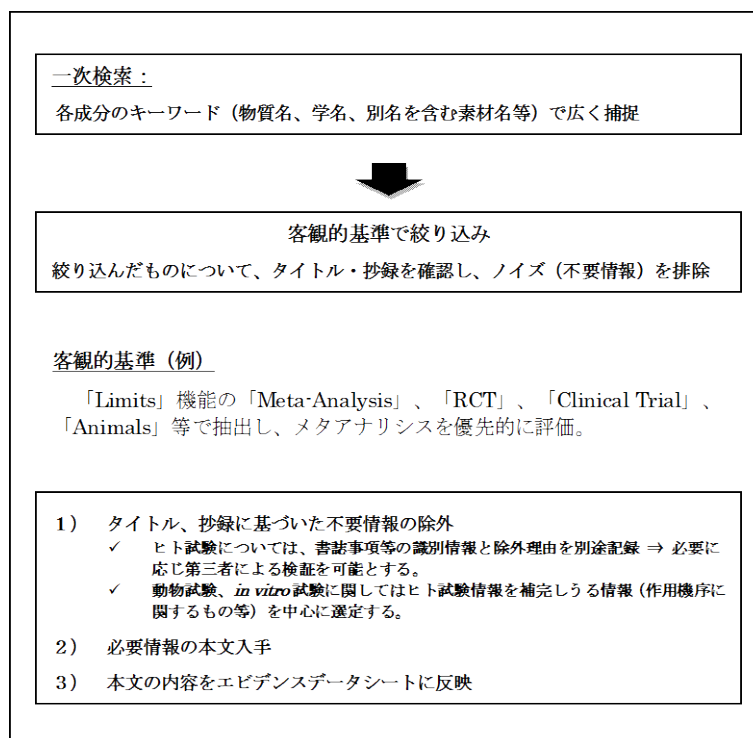 一次検索：
各成分のキーワード（物質名、学名、別名を含む素材名等）で広く捕捉
客観的基準で絞り込み
絞り込んだものについて、タイトル・抄録を確認し、ノイズ（不要情報）を排除
客観的基準（例）
「Limits」機能の「Meta-Analysis」、「RCT」、「Clinical Trial」、
「Animals」等で抽出し、メタアナリシスを優先的に評価。
1） タイトル、抄録に基づいた不要情報の除外
✓ ヒト試験については、書誌事項等の識別情報と除外理由を別途記録 ⇒ 必要に
応じ第三者による検証を可能とする。
✓ 動物試験、in vitro 試験に関してはヒト試験情報を補完しうる情報（作用機序に
関するもの等）を中心に選定する。
2） 必要情報の本文入手
3） 本文の内容をエビデンスデータシートに反映